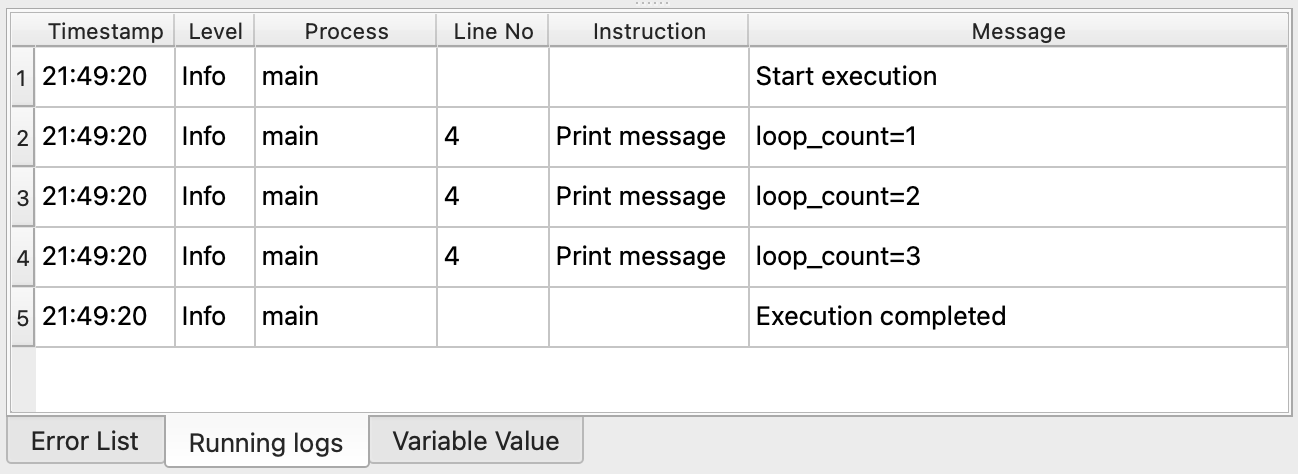 Timestamp Level Process Line No Instruction Message
1 21:49:20 Info main Start execution
2 21:49:20 Info main 4 Print message loop_count=1
3 21:49:20 Info main 4 Print message loop_count=2
4 21:49:20 Info main 4 Print message loop_count=3
5 21:49:20 Info main Execution completed
Error List Running logs Variable Value